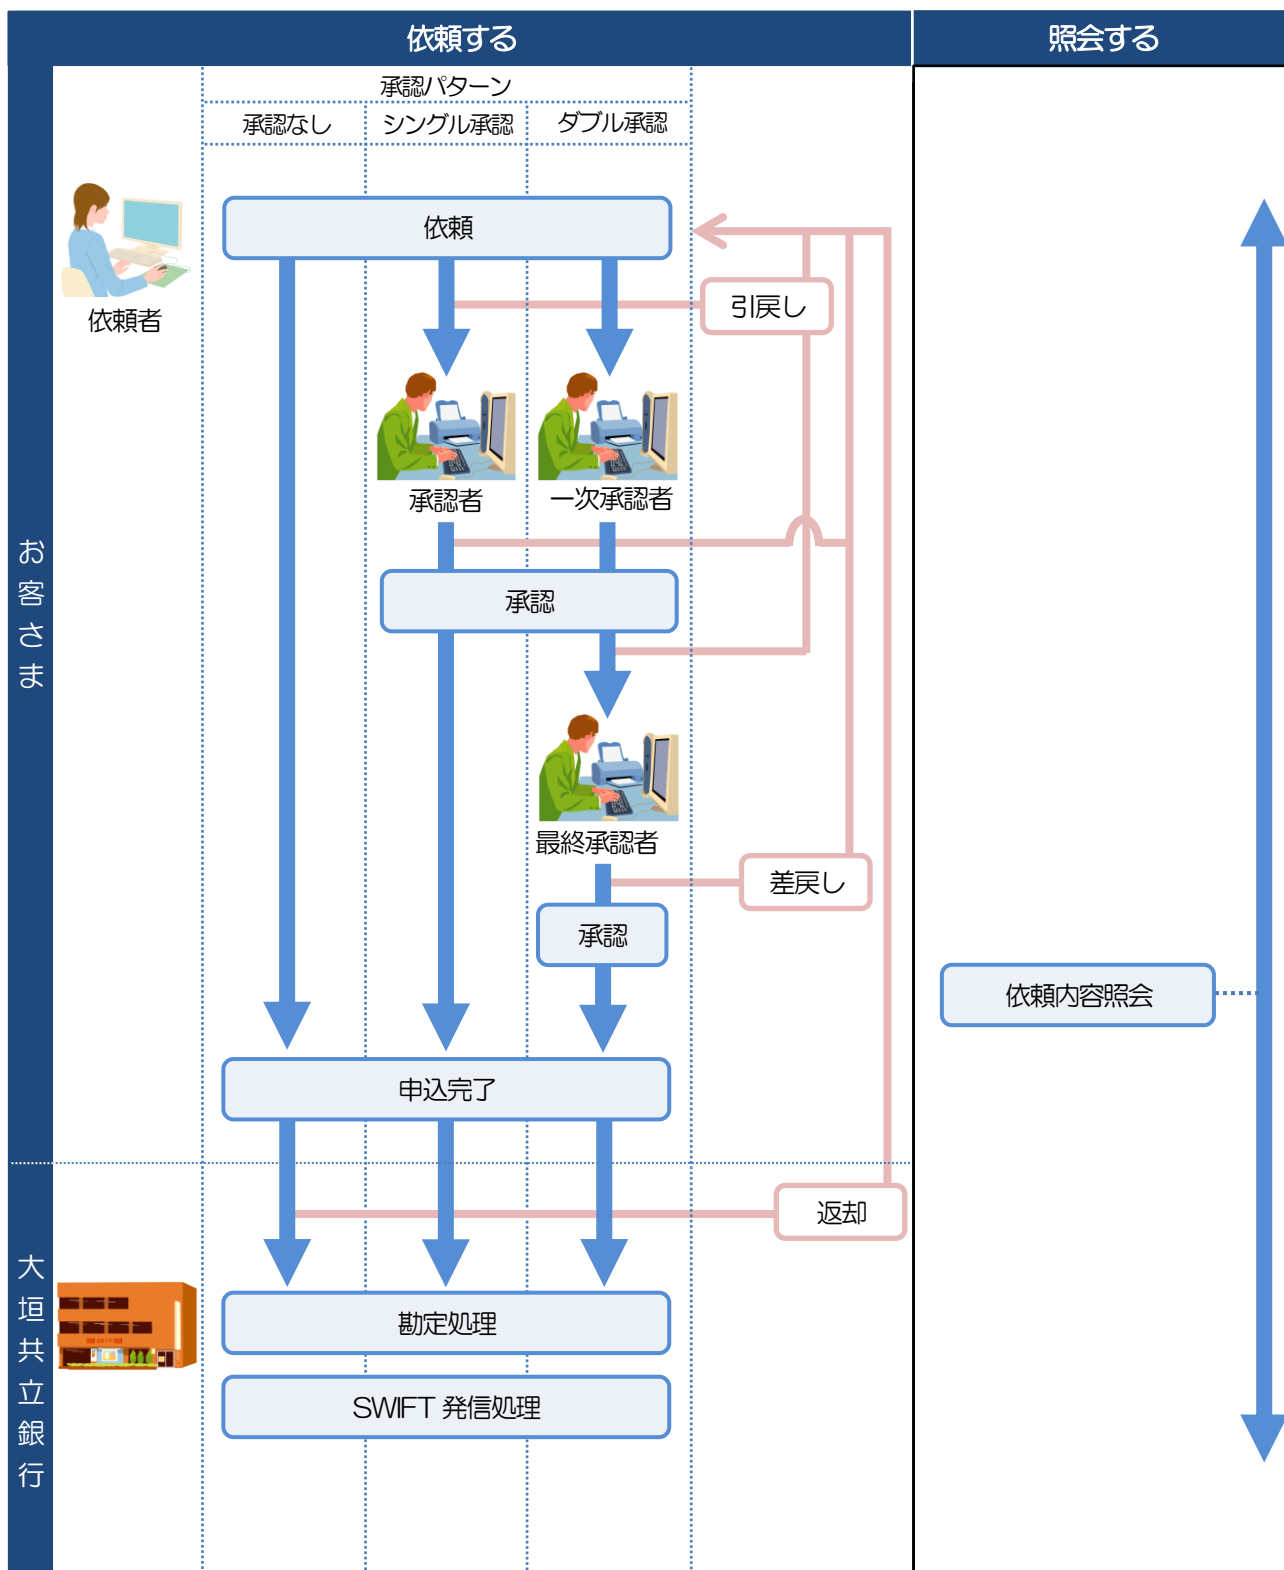 依頼する
照会する
承認パターン
承認なし
シングル承認
ダブル承認
依頼
引戻し
依頼者
承認者
一次承認者
お客さま
承認
最終承認者
差戻し
承認
依頼内容照会
申込完了
返却
大垣共立銀行
勘定処理
SWIFT 発信処理